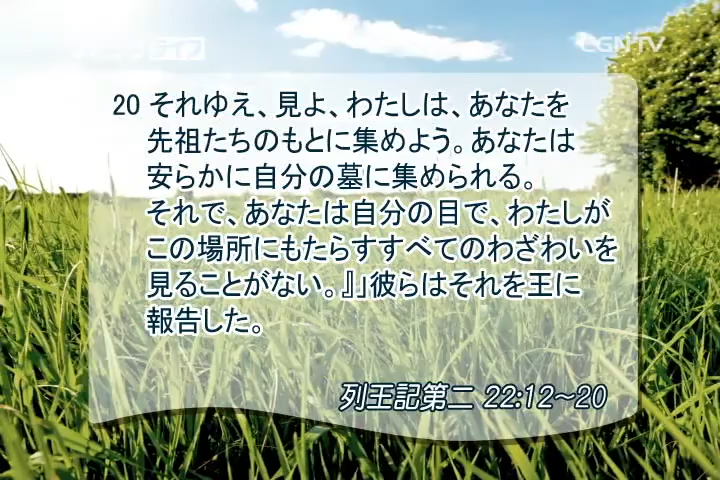 ライフ
CGNTV
20 それゆえ、見よ、わたしは、あなたを
先祖たちのもとに集めよう。あなたは
安らかに自分の墓に集められる。
それで、あなたは自分の目で、わたしが
この場所にもたらすすべてのわざわいを
見ることがない。』」彼らはそれを王に
報告した。
列王記第二 22:12~20